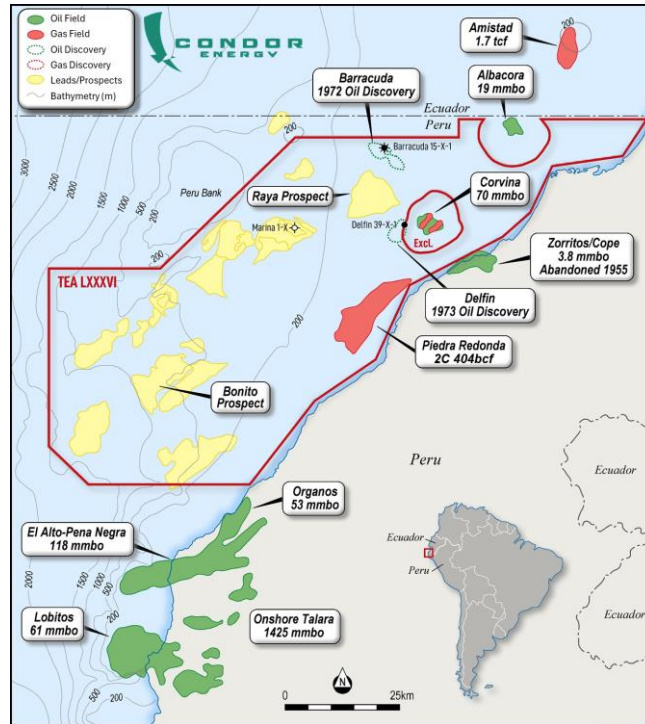 Oil Field
Gas Field
Oil Discovery
Gas Discovery
Leads/Prospects
Bathymetry (m)
CONDOR
ENERGY
Amistad
1.7 tcf
200
Albacora
19 mmbo
Barracuda
1972 Oil Discovery
Ecuador
Peru
200
Barracuda 15-X-1
3000
2000
1500
1000
500
200
Peru Bank
Raya Prospect
Marina 1-X
Delfin 39-X-1
Corvina
70 mmbo
Excl.
200
TEA LXXXVI
200
Zorritos/Cope
3.8 mmbo
Abandoned 1955
Delfin
1973 Oil Discovery
Piedra Redonda
2C 404bcf
Bonito
Prospect
Peru
Ecuador
Organos
53 mmbo
El Alto-Pena Negra
118 mmbo
Ecuador
Peru
2000
1500
1000
500
200
Lobitos
61 mmbo
Onshore Talara
1425 mmbo
Ecuador
500
200
N
0
25km